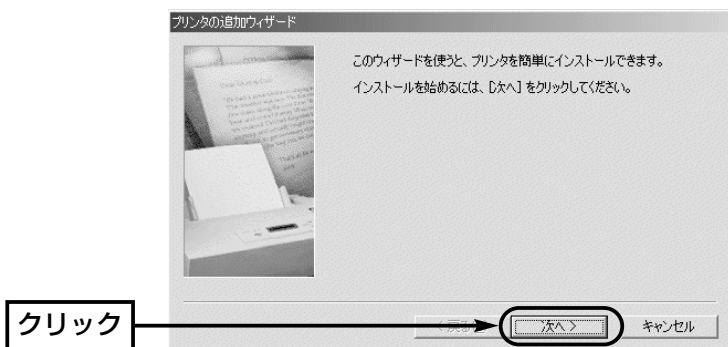 プリンタの追加ウィザード
このウィザードを使うと、プリンタを簡単にインストールできます。
インストールを始めるには、[次へ] をクリックしてください。
クリック
次へ >
キャンセル